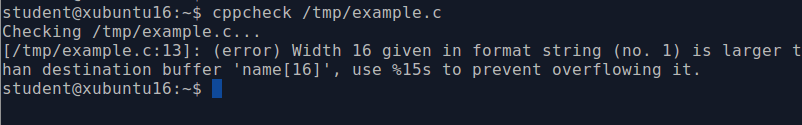 student@xubuntu16:~$ cppcheck /tmp/example.c
Checking /tmp/example.c...
[/tmp/example.c:13]: (error) Width 16 given in format string (no. 1) is larger t
han destination buffer 'name[16]', use %15s to prevent overflowing it.
student@xubuntu16:~$